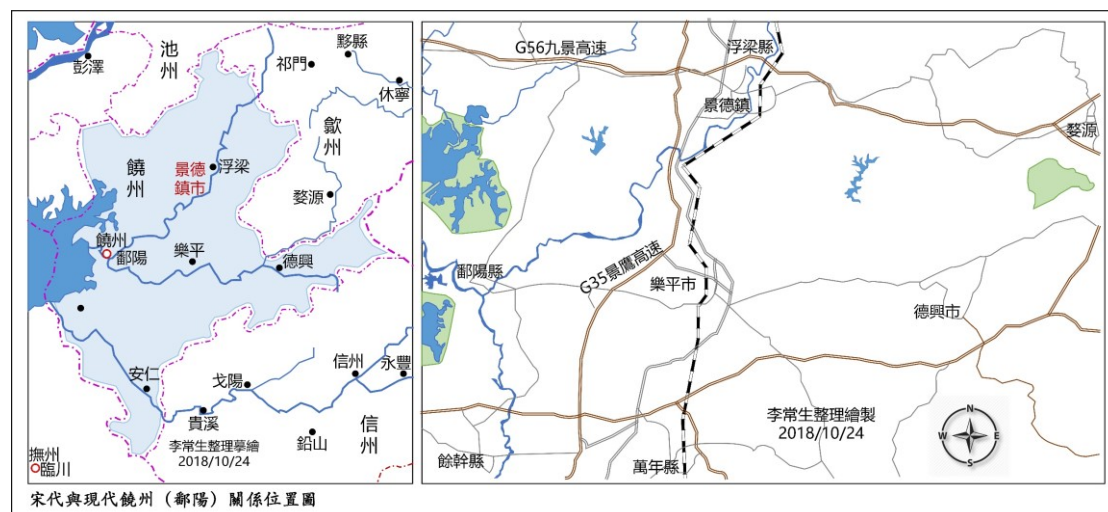 池
州
彭澤
祁門
黟縣
休寧
歙
州
饒
州
景德
鎮市
浮梁
婺源
饒州
鄱陽
樂平
德興
安仁
弋陽
信州
永豐
貴溪
鉛山
信
州
李常生整理摹繪
2018/10/24
撫州
臨川
G56九景高速
浮梁縣
景德鎮
婺源
鄱陽縣
G35景鷹高速
樂平市
德興市
餘幹縣
萬年縣
李常生整理繪製
2018/10/24
N
W
E
S
宋代與現代饒州（鄱陽）關係位置圖